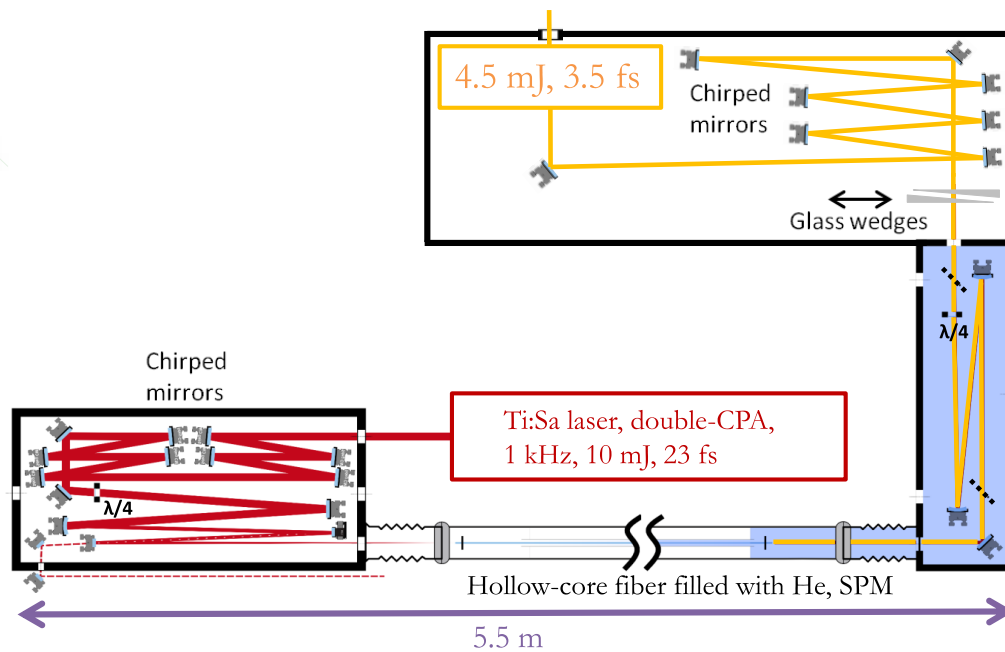 4.5 mJ, 3.5 fs
Chirped
mirrors
Glass wedges
λ/4
Chirped
mirrors
Ti:Sa laser, double-CPA,
1 kHz, 10 mJ, 23 fs
λ/4
Hollow-core fiber filled with He, SPM
5.5 m